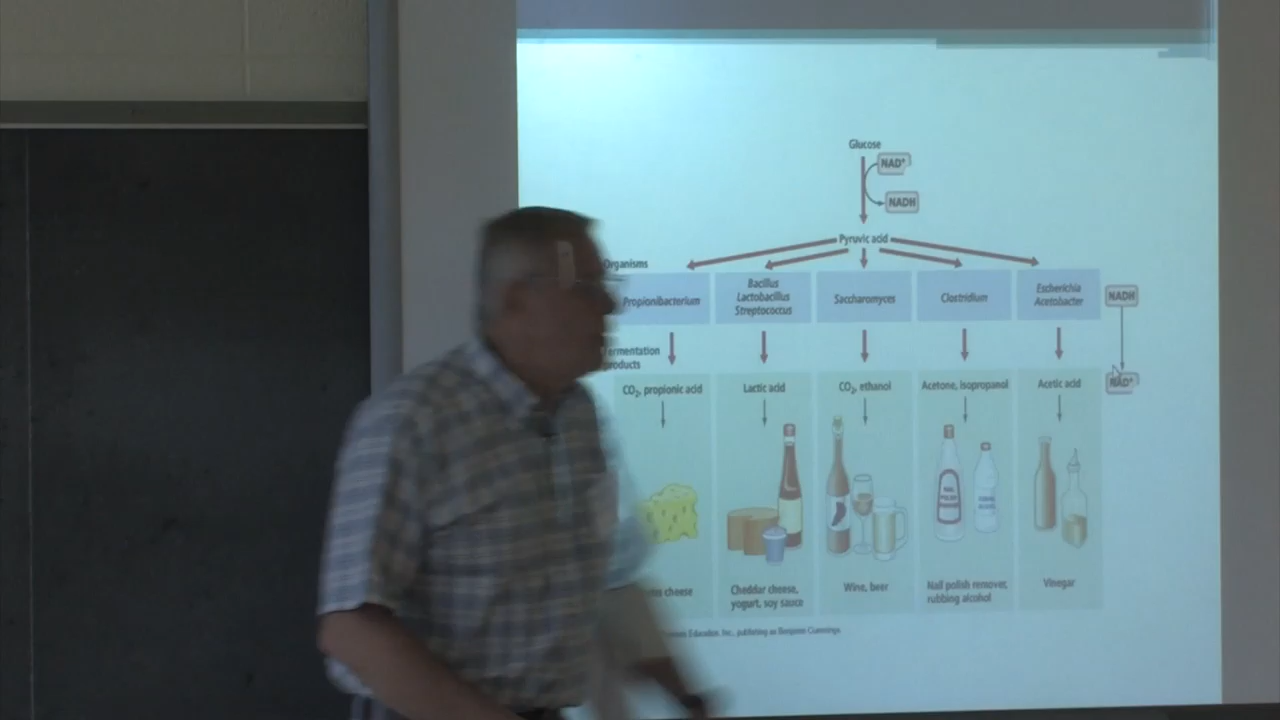 Glucose
NAD⁺
NADH
Pyruvic acid
Organisms
Propionibacterium
Bacillus
Lactobacillus
Streptococcus
Saccharomyces
Clostridium
Escherichia
Acetobacter
NADH
Fermentation
products
NAD⁺
CO₂, propionic acid
Lactic acid
CO₂, ethanol
Acetone, isopropanol
Acetic acid
cheese
Cheddar cheese,
yogurt, soy sauce
Wine, beer
Nail polish remover,
rubbing alcohol
Vinegar
Education, Inc., publishing as Benjamin Cummings